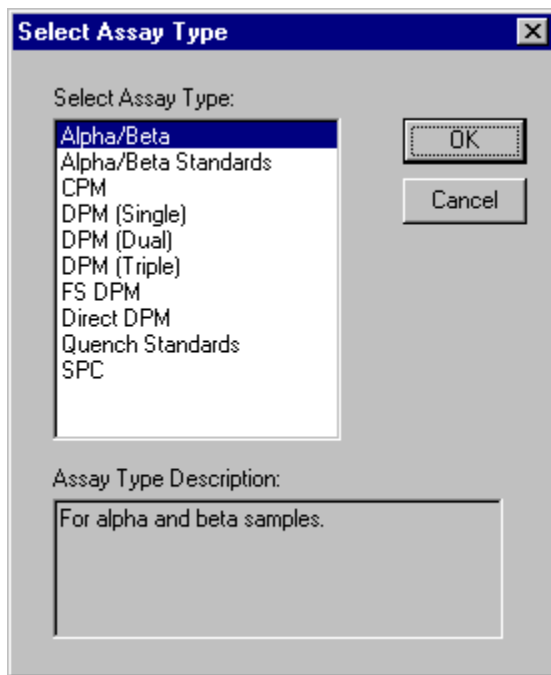 Select Assay Type
Select Assay Type:
Alpha/Beta
Alpha/Beta Standards
CPM
DPM (Single)
DPM (Dual)
DPM (Triple)
FS DPM
Direct DPM
Quench Standards
SPC
OK
Cancel
Assay Type Description:
For alpha and beta samples.